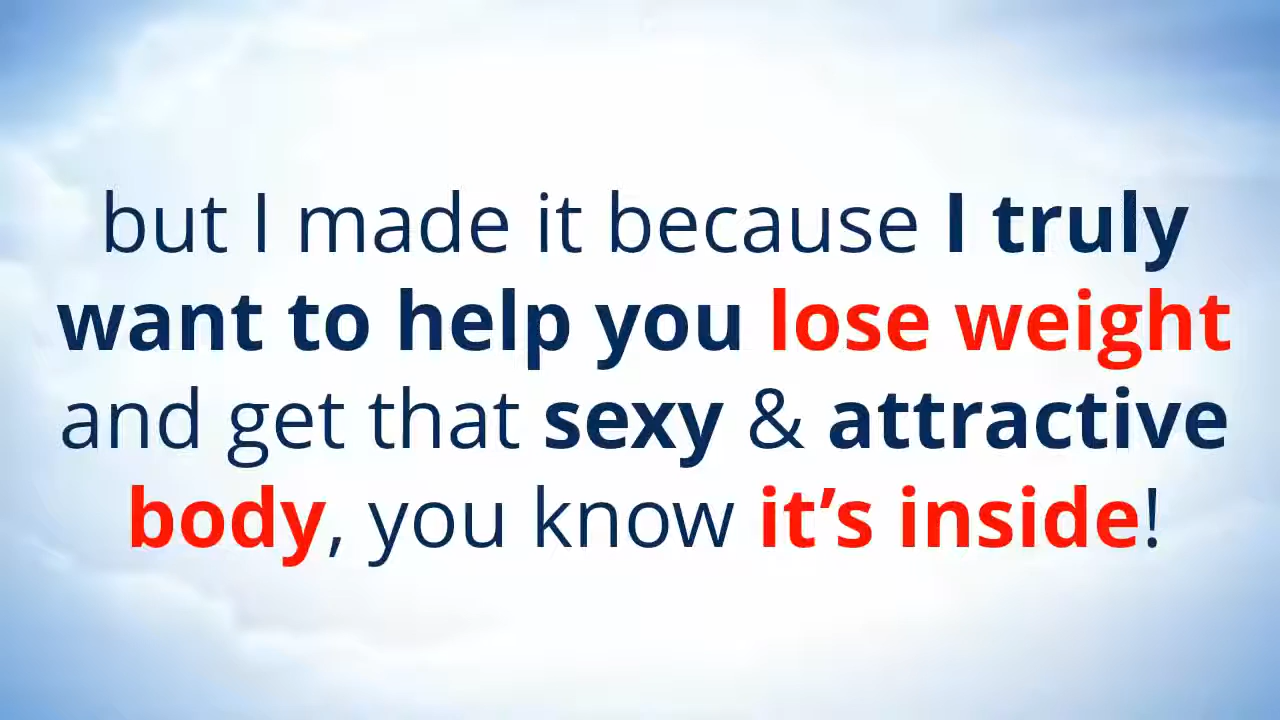 but I made it because I truly
want to help you lose weight
and get that sexy & attractive
body, you know it’s inside!